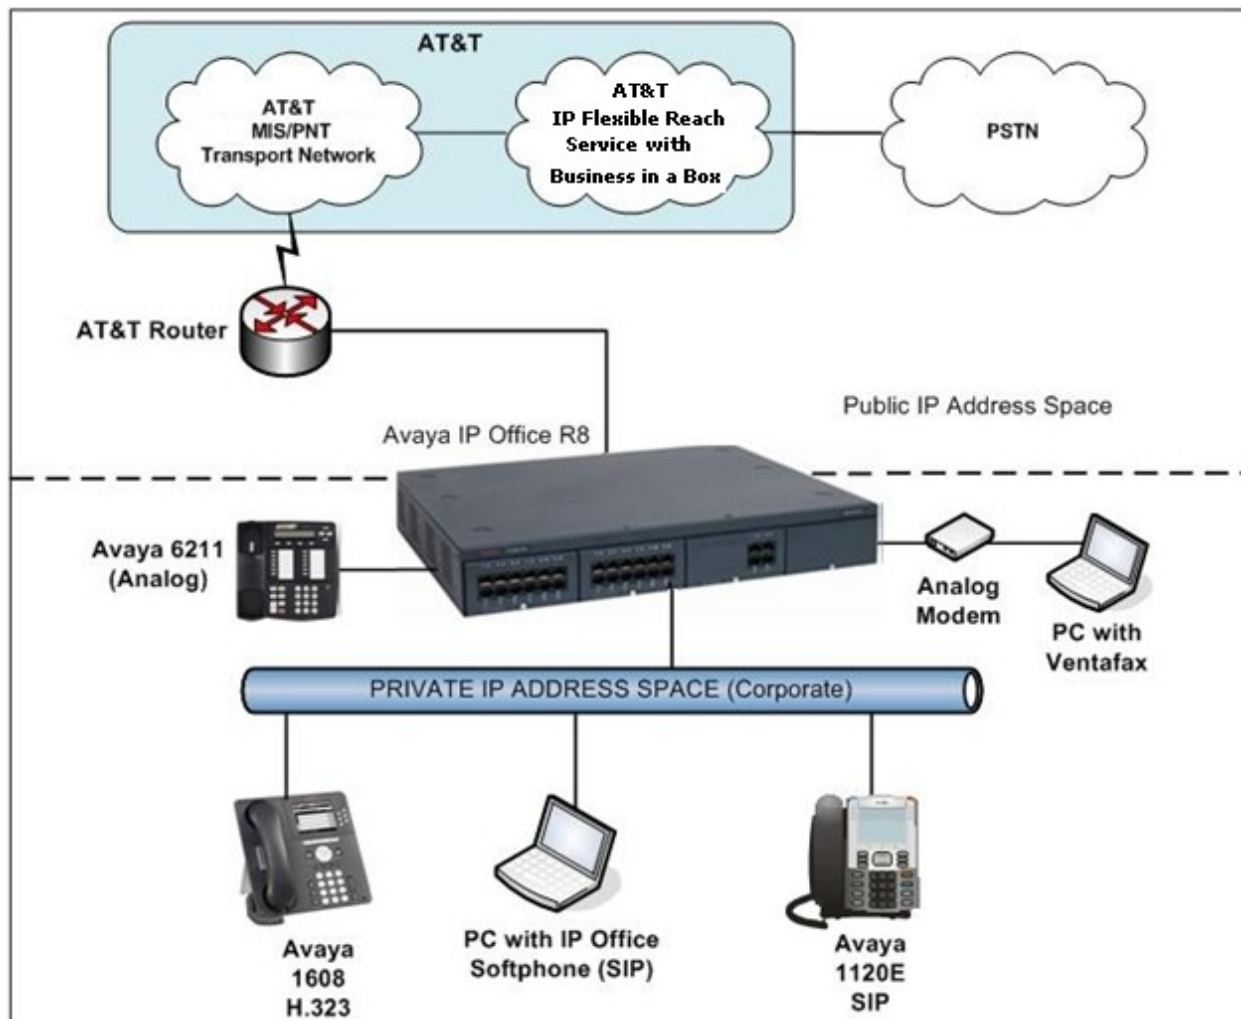 AT&T
AT&T
MIS/PNT
Transport Network
AT&T
IP Flexible Reach
Service with
Business in a Box
PSTN
AT&T Router
Public IP Address Space
Avaya IP Office R8
Avaya 6211
(Analog)
Analog
Modem
PC with
Ventafax
PRIVATE IP ADDRESS SPACE (Corporate)
Avaya
1608
H.323
PC with IP Office
Softphone (SIP)
Avaya
1120E
SIP